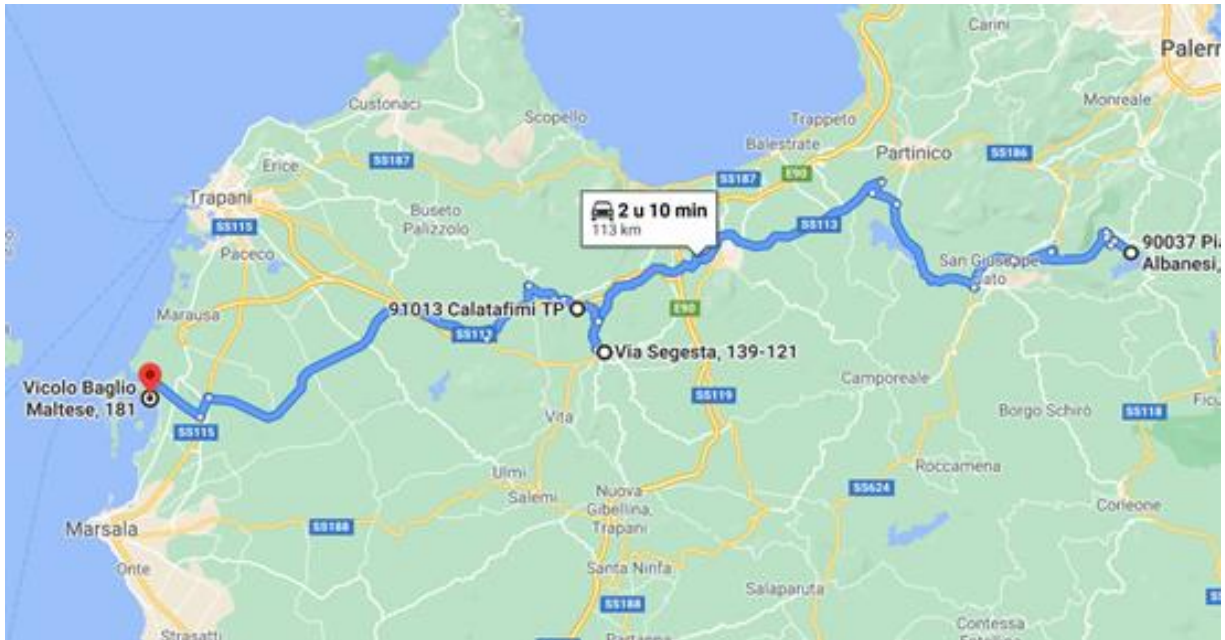 Carini
Palerr
Custonaci
Monreale
Scopello
Trappeto
Erice
SS187
Balestrate
Partinico
SS186
Trapani
E90
SS187
Buseto
Palizzolo
2 u 10 min
113 km
SS115
SS113
Paceco
San Giuseppe
Jato
90037 Pia
Albanesi,
91013 Calatafimi TP
E90
Marausa
SS113
Via Segesta, 139-121
Vicolo Baglio
Maltese, 181
Camporeale
SS119
Borgo Schirò
SS118
Ficu
SS115
Vita
Ulmi
Salemi
Roccamena
Nuova
Gibellina,
Trapani
SS624
Corleone
Marsala
SS188
Onte
Santa Ninfa
Salaparuta
SS188
Contessa
Strasatti
Partanna